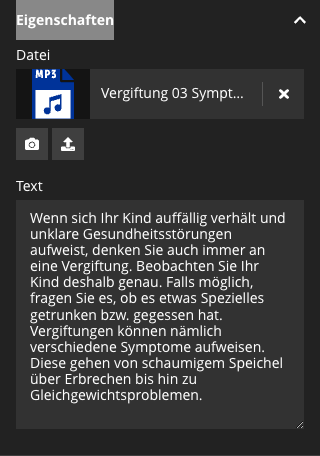 Eigenschaften
Datei
MP3
Vergiftung 03 Sympt...
Text
Wenn sich Ihr Kind auffällig verhält und
unklare Gesundheitsstörungen
aufweist, denken Sie auch immer an
eine Vergiftung. Beobachten Sie Ihr
Kind deshalb genau. Falls möglich,
fragen Sie es, ob es etwas Spezielles
getrunken bzw. gegessen hat.
Vergiftungen können nämlich
verschiedene Symptome aufweisen.
Diese gehen von schaumigem Speichel
über Erbrechen bis hin zu
Gleichgewichtsproblemen.